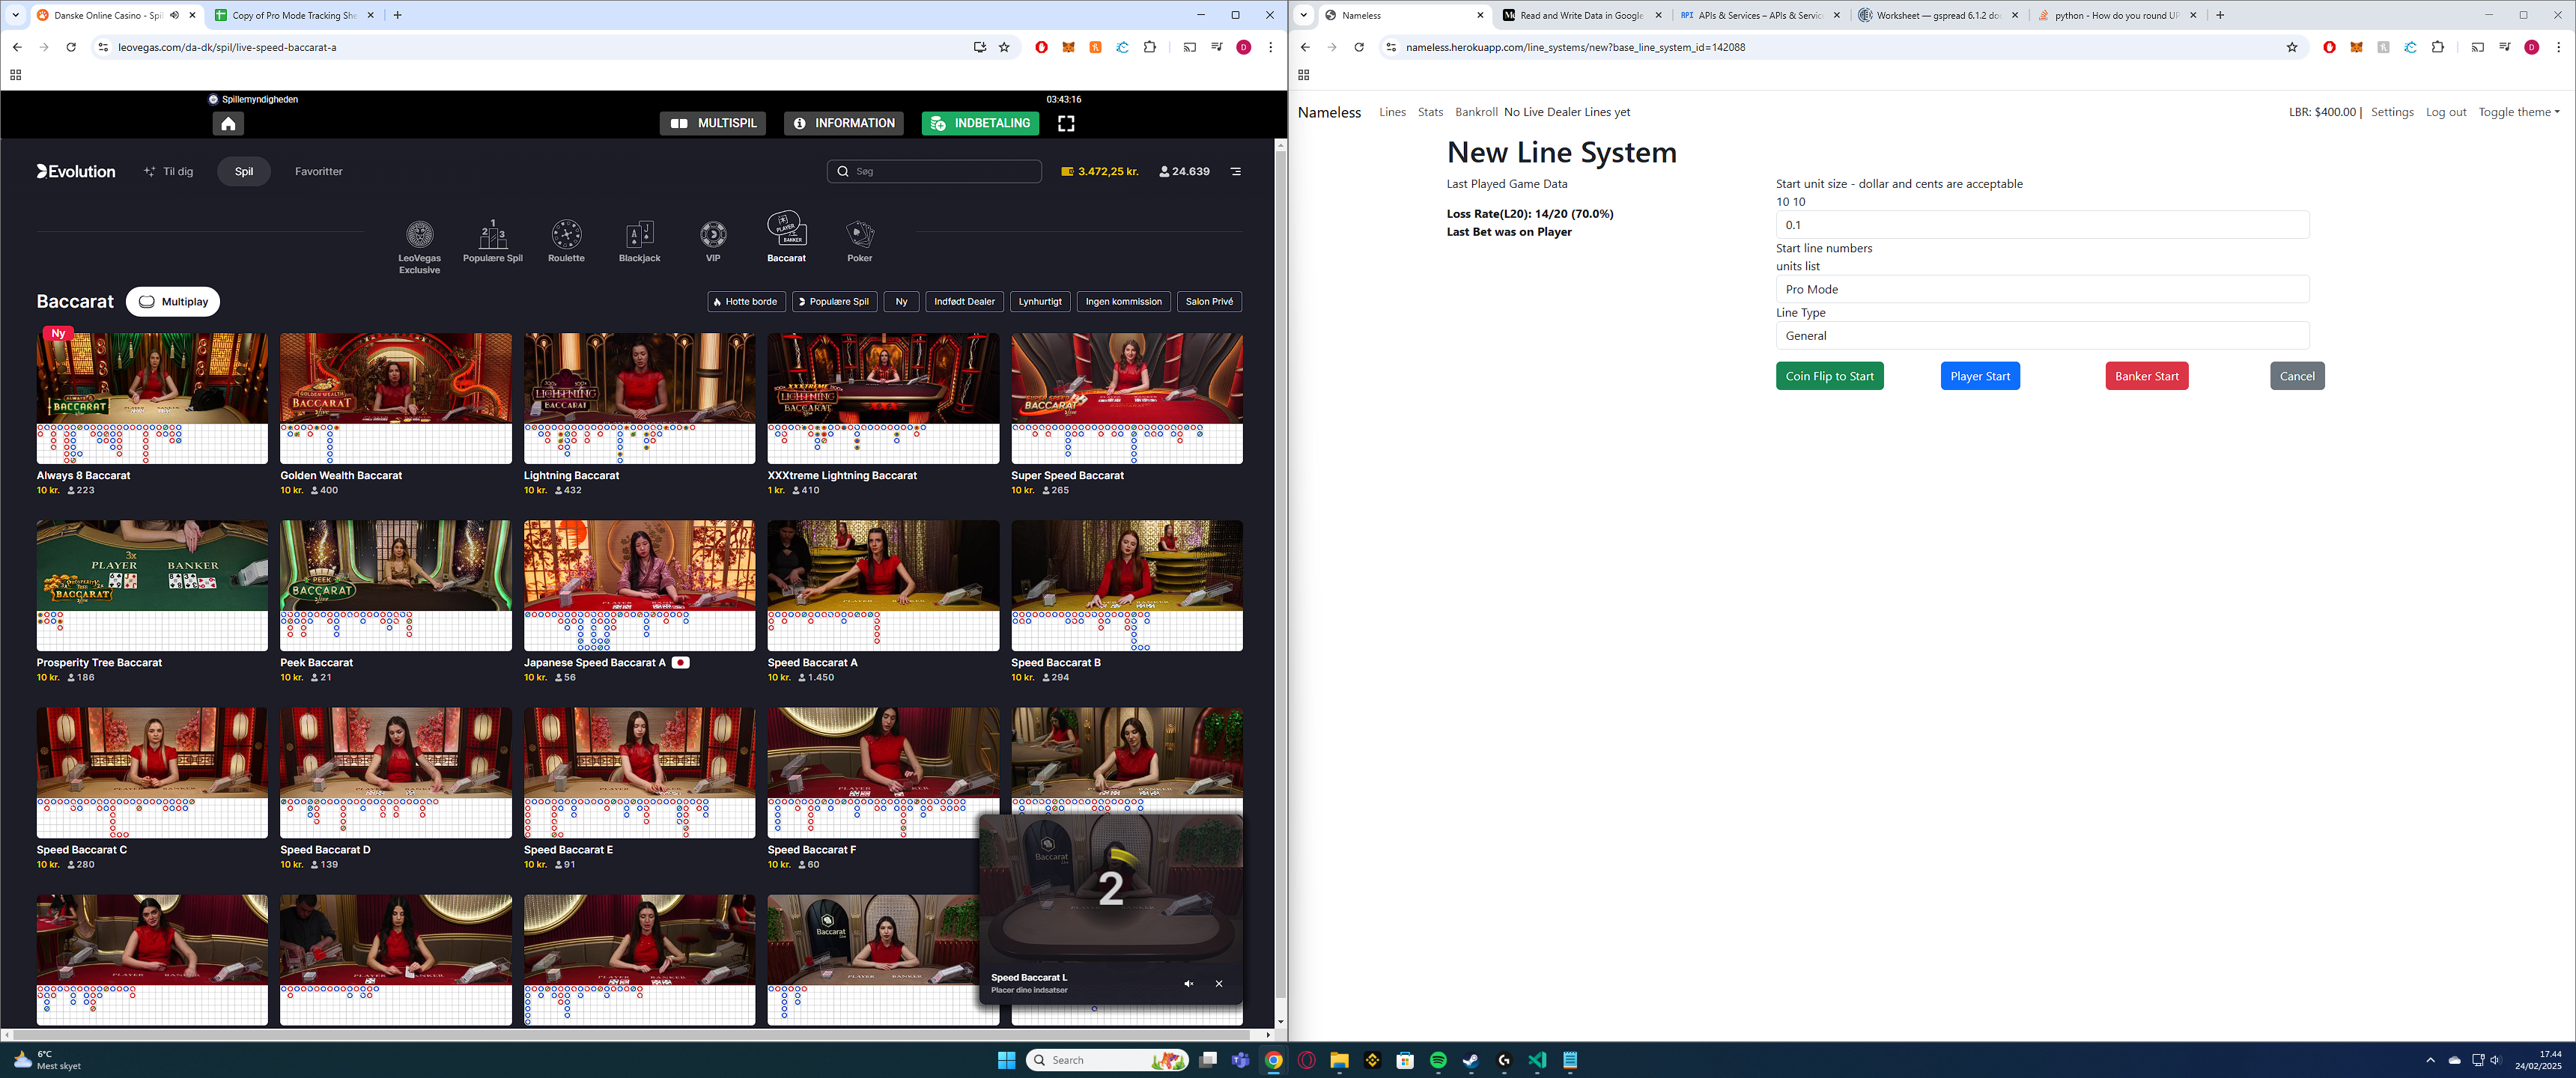 Danske Online Casino - Spil
Copy of Pro Mode Tracking She
leovegas.com/da-dk/spil/live-speed-baccarat-a
Spillemyndigheden
03:43:16
MULTISPIL
INFORMATION
INDBETALING
Evolution
Til dig
Spil
Favoritter
Søg
3.472,25 kr.
24.639
LeoVegas Exclusive
Populære Spil
Roulette
Blackjack
VIP
Baccarat
Poker
Baccarat
Multiplay
Hotte borde
Populære Spil
Ny
Indfødt Dealer
Lynhurtigt
Ingen kommission
Salon Privé
Ny
Always 8 Baccarat
10 kr. 223
Golden Wealth Baccarat
10 kr. 400
Lightning Baccarat
10 kr. 432
XXXtreme Lightning Baccarat
1 kr. 410
Super Speed Baccarat
10 kr. 265
3x
PLAYER BANKER
Prosperity Tree Baccarat
10 kr. 186
Peek Baccarat
10 kr. 21
Japanese Speed Baccarat A
10 kr. 56
Speed Baccarat A
10 kr. 1.450
Speed Baccarat B
10 kr. 294
Speed Baccarat C
10 kr. 280
Speed Baccarat D
10 kr. 139
Speed Baccarat E
10 kr. 91
Speed Baccarat F
10 kr. 60
Baccarat
2
Speed Baccarat L
Placer dine indsatser
Nameless
Read and Write Data in Google
APIs & Services – APIs & Servic
Worksheet — gspread 6.1.2 do
python - How do you round UP
nameless.herokuapp.com/line_systems/new?base_line_system_id=142088
Nameless
Lines
Stats
Bankroll
No Live Dealer Lines yet
LBR: $400.00 |
Settings
Log out
Toggle theme
New Line System
Last Played Game Data
Loss Rate(L20): 14/20 (70.0%)
Last Bet was on Player
Start unit size - dollar and cents are acceptable
10 10
0.1
Start line numbers
units list
Pro Mode
Line Type
General
Coin Flip to Start
Player Start
Banker Start
Cancel
6°C
Mest skyet
Search
17.44
24/02/2025